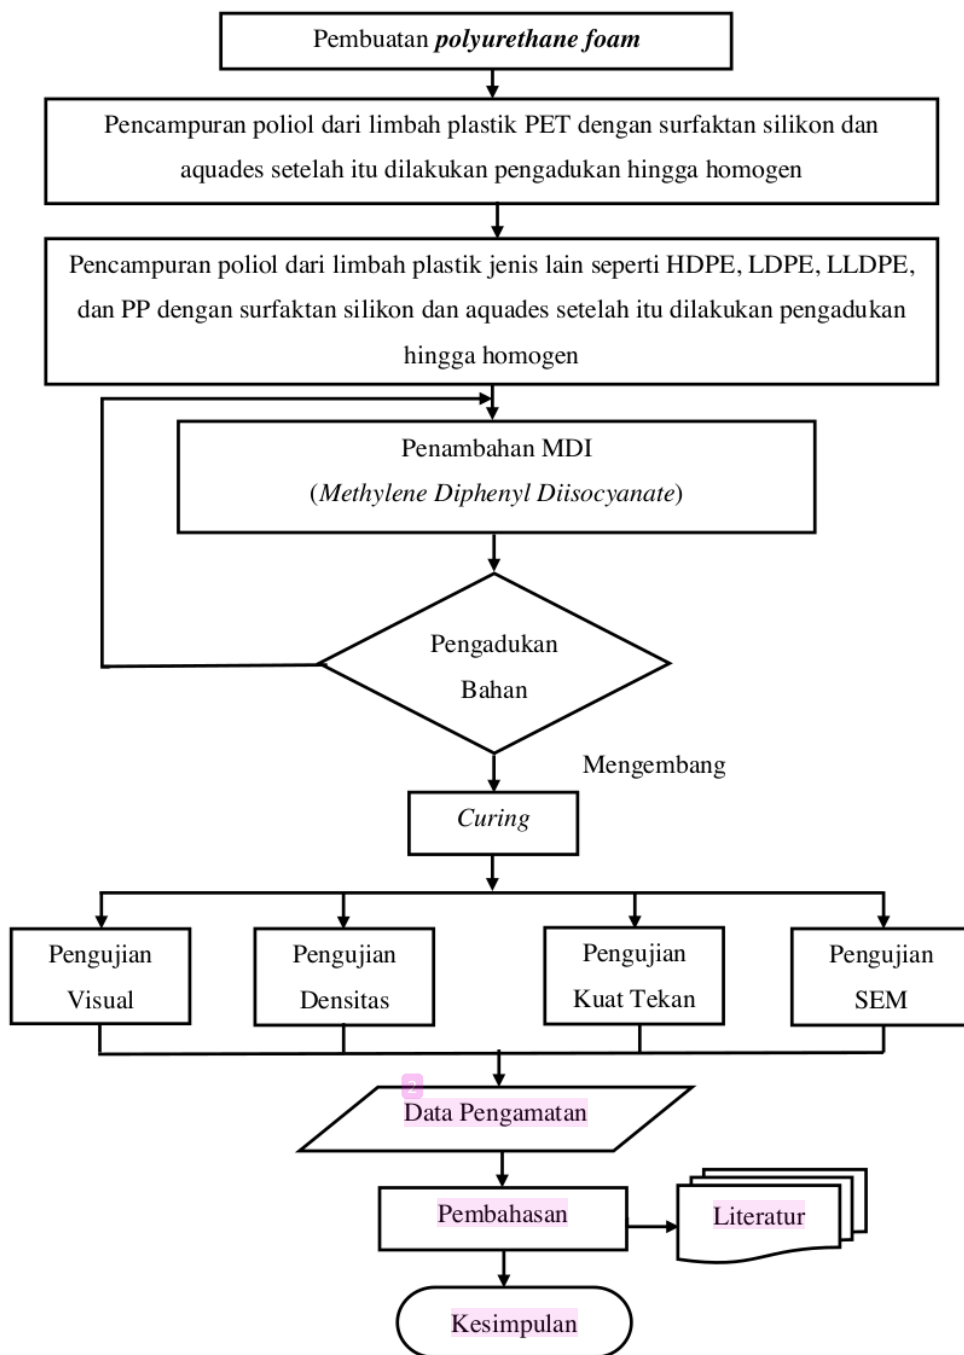 Pembuatan polyurethane foam
Pencampuran poliol dari limbah plastik PET dengan surfaktan silikon dan
aquades setelah itu dilakukan pengadukan hingga homogen
Pencampuran poliol dari limbah plastik jenis lain seperti HDPE, LDPE, LLDPE,
dan PP dengan surfaktan silikon dan aquades setelah itu dilakukan pengadukan
hingga homogen
Penambahan MDI
(Methylene Diphenyl Diisocyanate)
Pengadukan
Bahan
Mengembang
Curing
Pengujian
Visual
Pengujian
Densitas
Pengujian
Kuat Tekan
Pengujian
SEM
2
Data Pengamatan
Pembahasan
Literatur
Kesimpulan